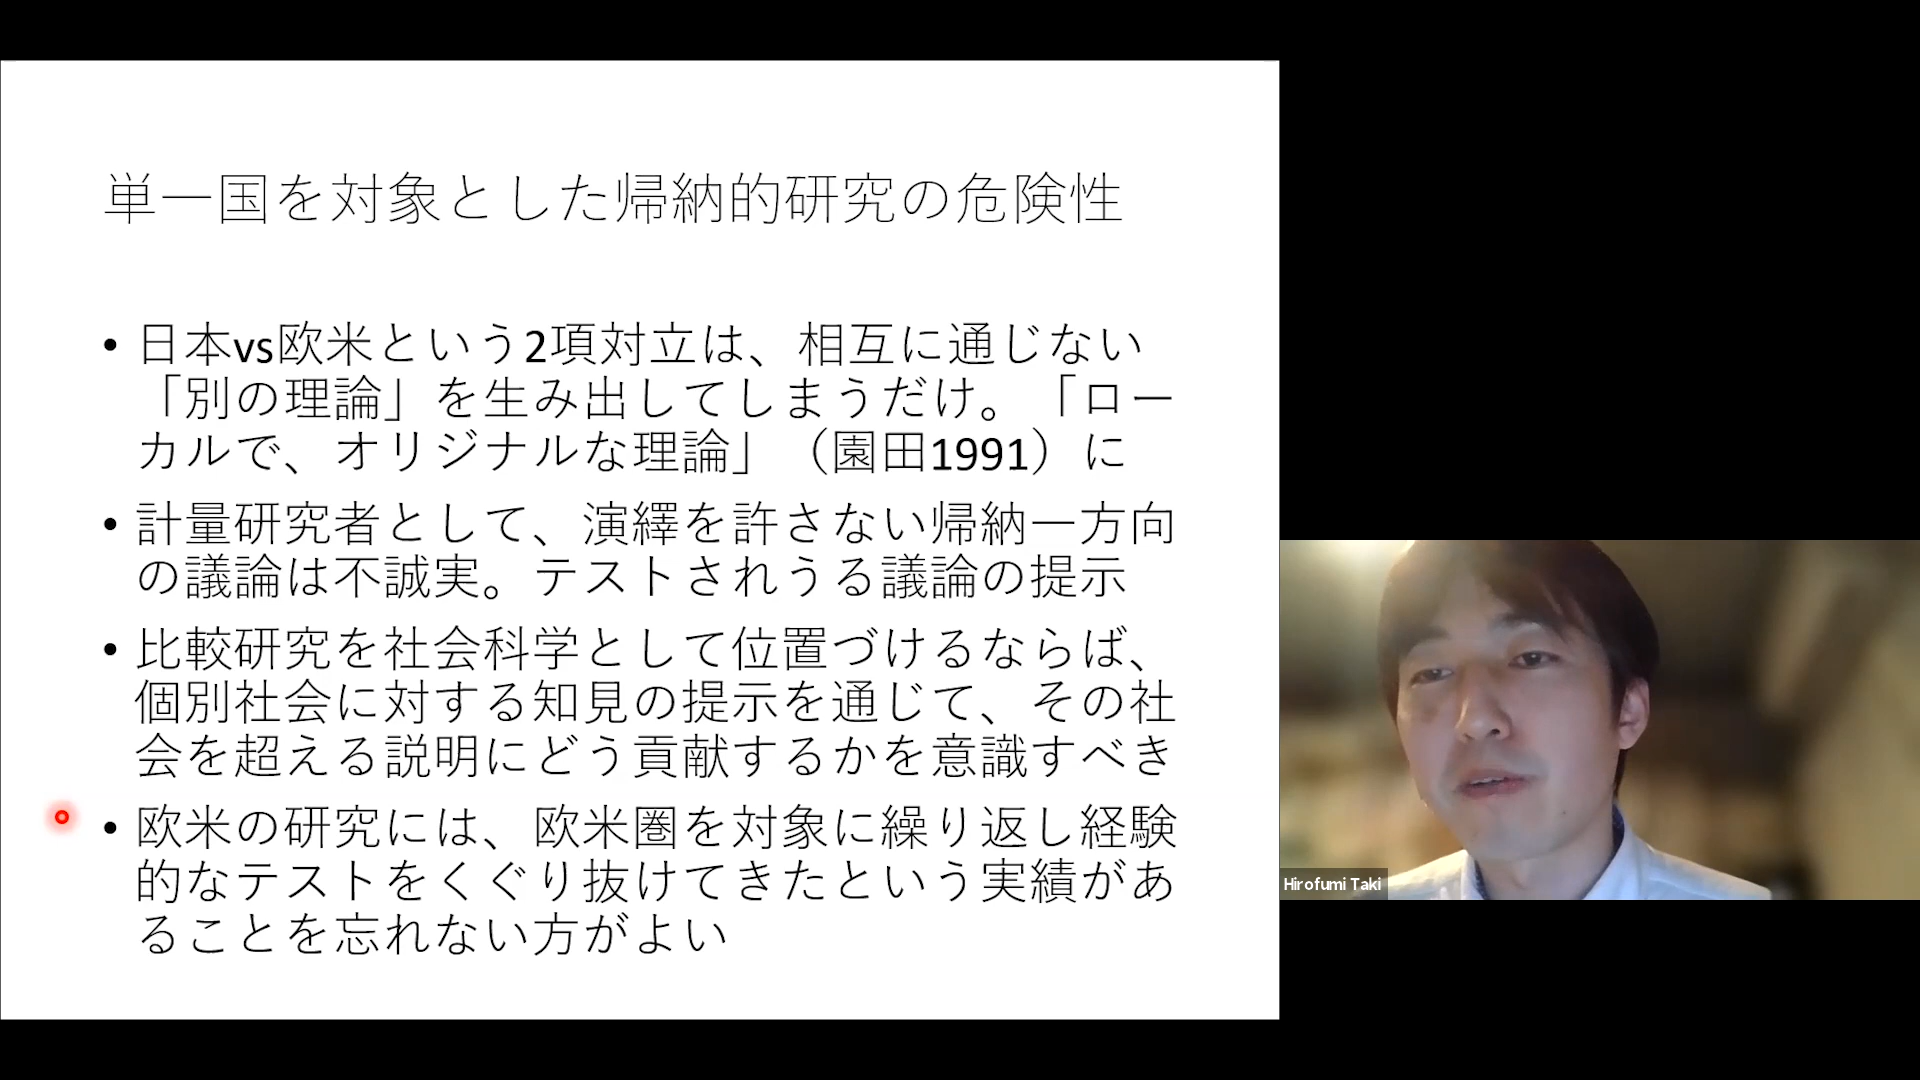 単一国を対象とした帰納的研究の危険性
• 日本vs欧米という2項対立は、相互に通じない
「別の理論」を生み出してしまうだけ。「ロー
カルで、オリジナルな理論」（園田1991）に
• 計量研究者として、演繹を許さない帰納一方向
の議論は不誠実。テストされうる議論の提示
• 比較研究を社会科学として位置づけるならば、
個別社会に対する知見の提示を通じて、その社
会を超える説明にどう貢献するかを意識すべき
• 欧米の研究には、欧米圏を対象に繰り返し経験
的なテストをくぐり抜けてきたという実績があ
ることを忘れない方がよい
Hirofumi Taki